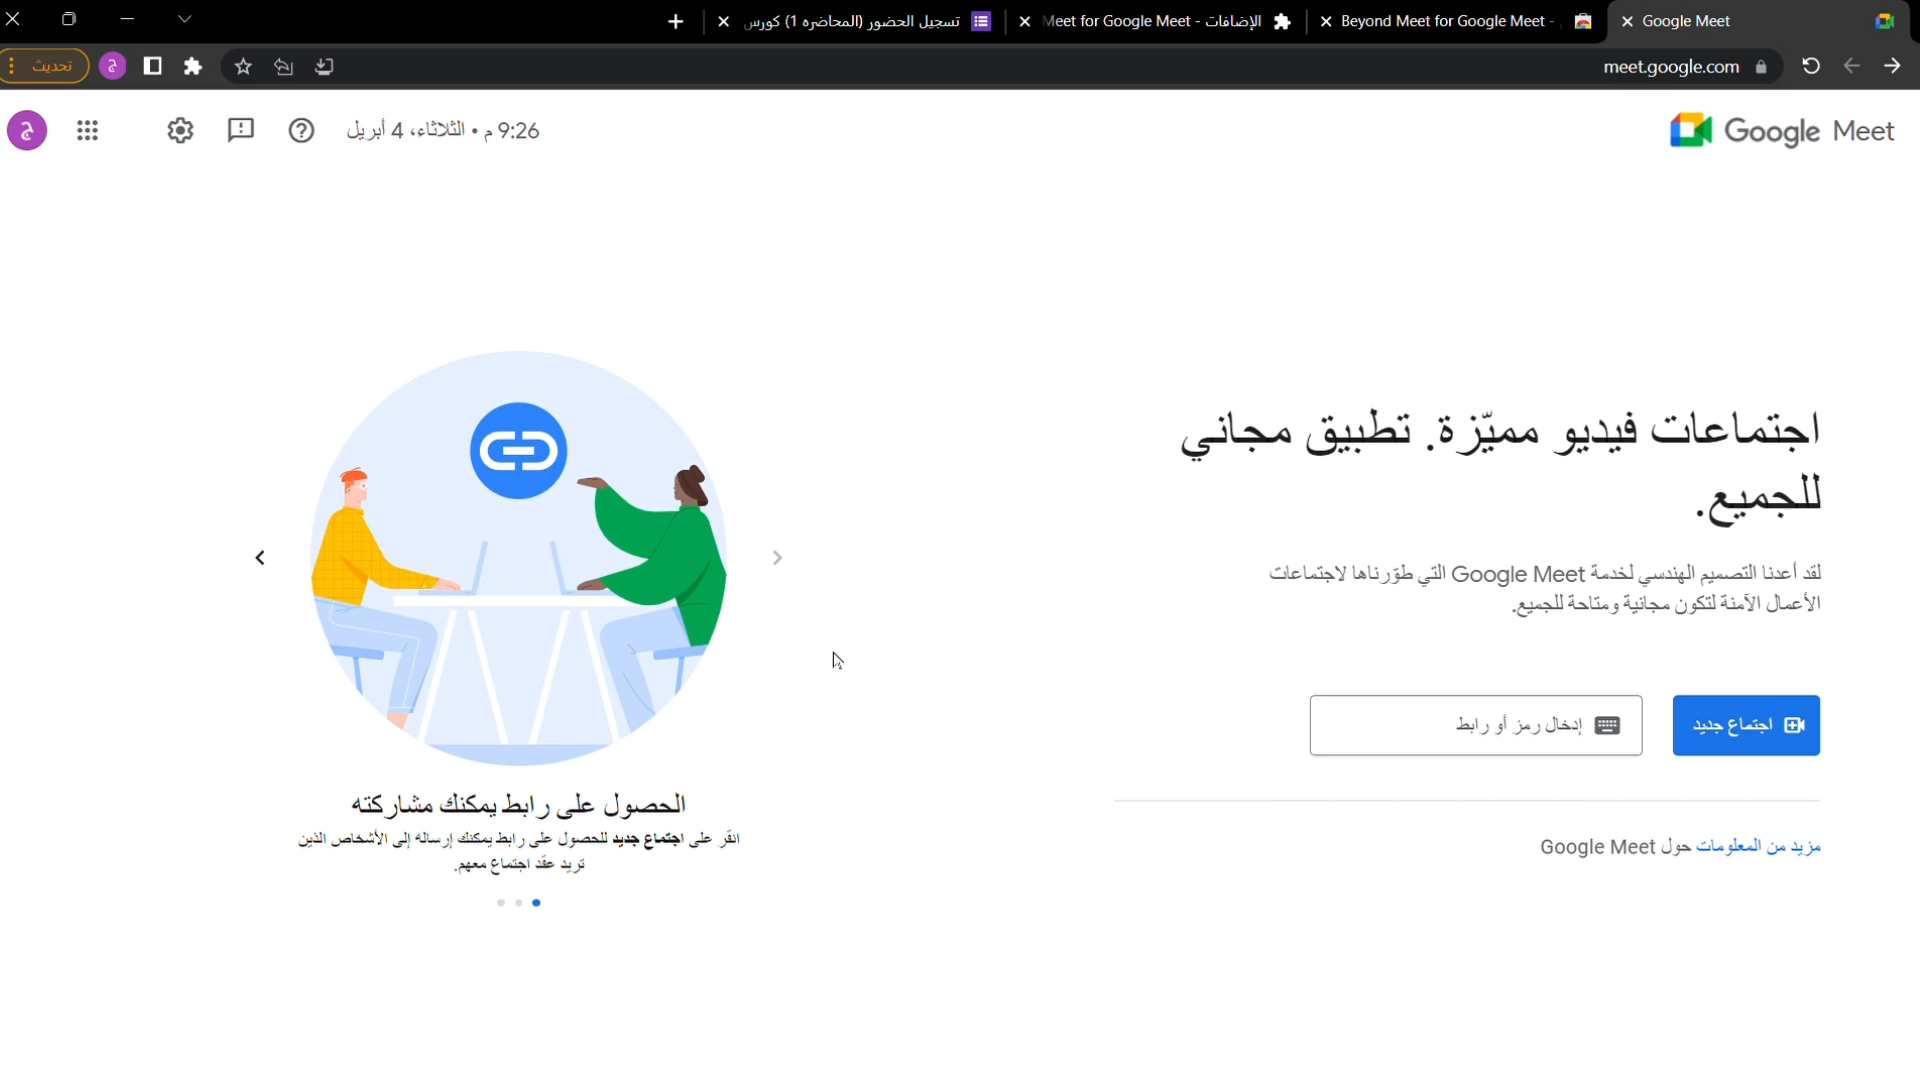 Google Meet
Beyond Meet for Google Meet -
الإضافات - Meet for Google Meet
تسجيل الحضور (المحاضره 1) كورس
meet.google.com
تحديث
Google Meet
9:26 م • الثلاثاء، 4 أبريل
اجتماعات فيديو مميّزة. تطبيق مجاني
للجميع.
لقد أعدنا التصميم الهندسي لخدمة Google Meet التي طوّرناها لاجتماعات
الأعمال الآمنة لتكون مجانية ومتاحة للجميع.
اجتماع جديد
إدخال رمز أو رابط
مزيد من المعلومات حول Google Meet
الحصول على رابط يمكنك مشاركته
انقر على اجتماع جديد للحصول على رابط يمكنك إرساله إلى الأشخاص الذين
تريد عقد اجتماع معهم.